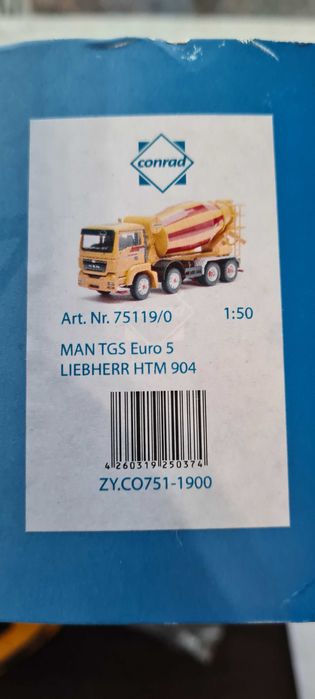 conrad
Art. Nr. 75119/0 1:50
MAN TGS Euro 5
LIEBHERR HTM 904
4 260319 250374
ZY.CO751-1900